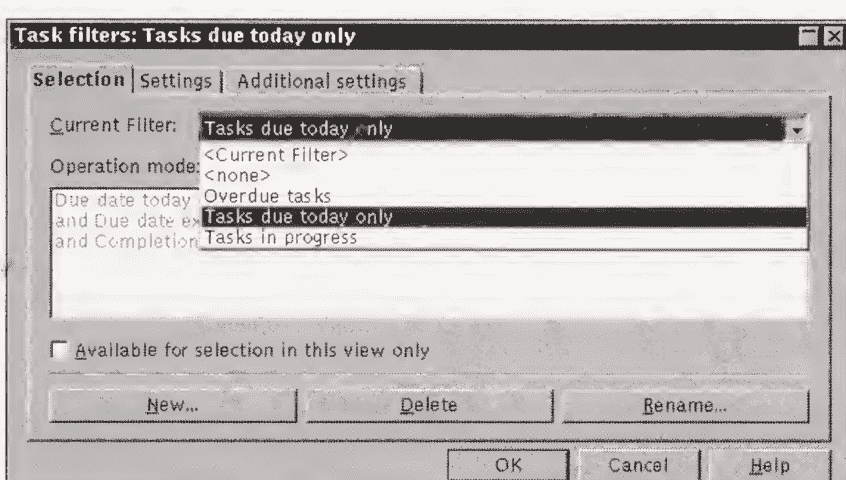 Task filters: Tasks due today only
Selection Settings Additional settings
Current Filter: Tasks due today only
<Current Filter>
<none>
Operation mode:
Overdue tasks
Tasks due today only
Tasks in progress
Due date today
and Due date
and Completion
Available for selection in this view only
New... Delete Rename...
OK Cancel Help